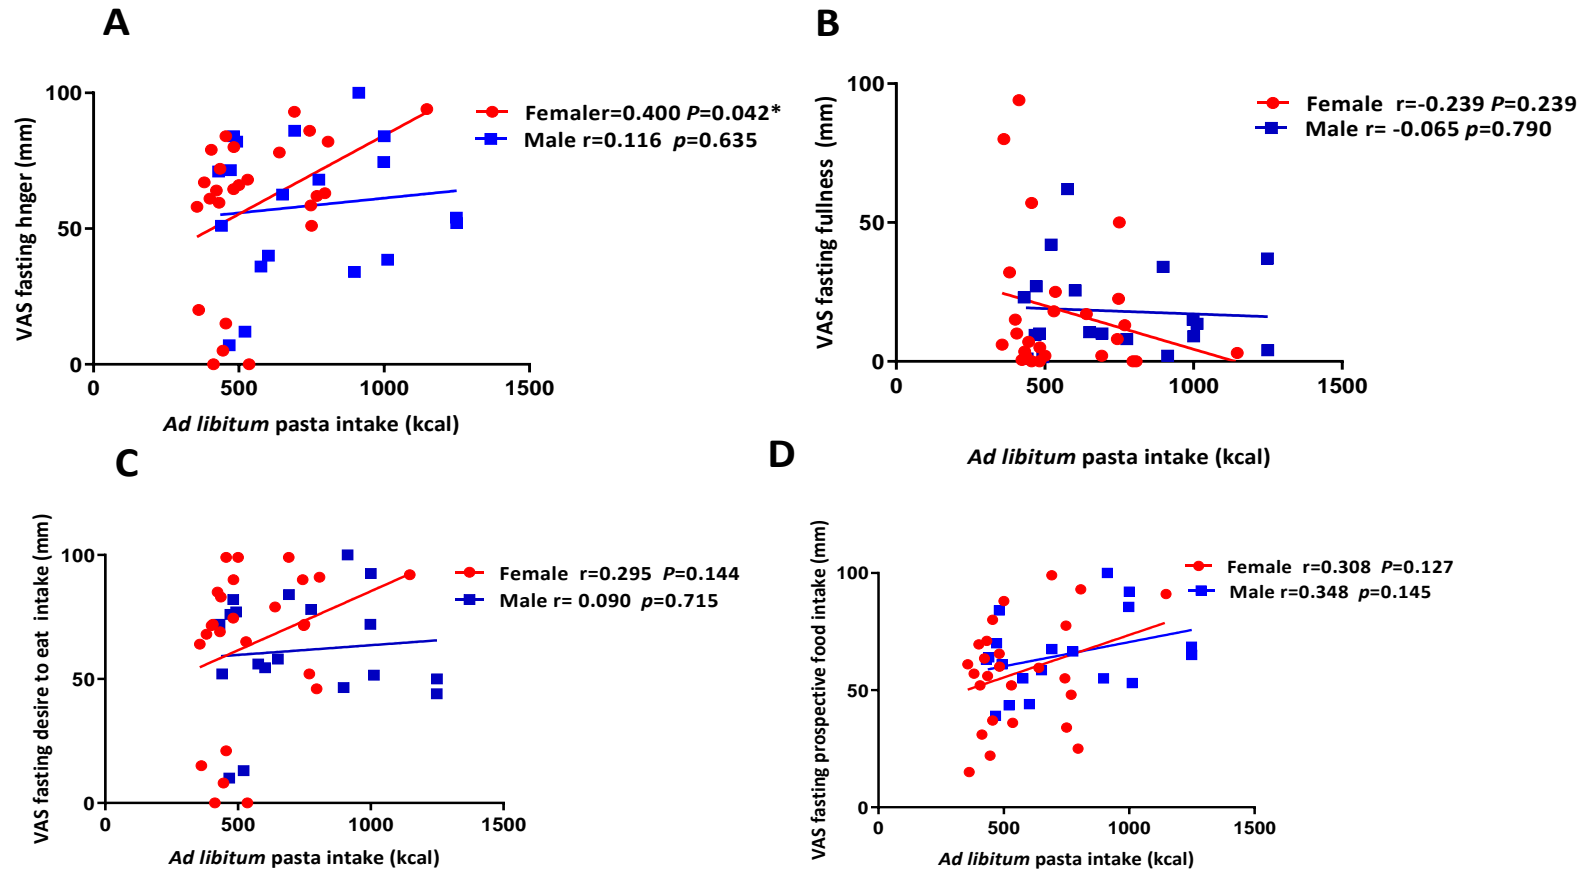 A
VAS fasting hnger (mm)
100
50
0
0 500 1000 1500
Ad libitum pasta intake (kcal)
Femaler=0.400 P=0.042*
Male r=0.116 p=0.635
B
VAS fasting fullness (mm)
100
50
0
0 500 1000 1500
Ad libitum pasta intake (kcal)
Female r=-0.239 P=0.239
Male r= -0.065 p=0.790
C
VAS fasting desire to eat intake (mm)
100
50
0
0 500 1000 1500
Ad libitum pasta intake (kcal)
Female r=0.295 P=0.144
Male r= 0.090 p=0.715
D
VAS fasting prospective food intake (mm)
100
50
0
0 500 1000 1500
Ad libitum pasta intake (kcal)
Female r=0.308 P=0.127
Male r=0.348 p=0.145